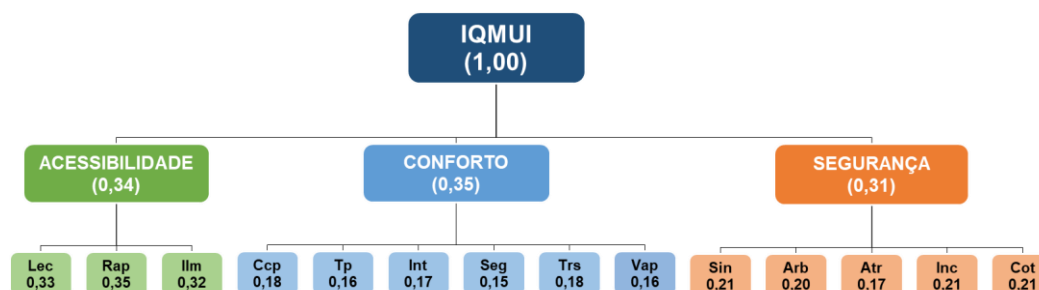 IQMUI
(1,00)
ACESSIBILIDADE
(0,34)
CONFORTO
(0,35)
SEGURANÇA
(0,31)
Lec
0,33
Rap
0,35
Ilm
0,32
Ccp
0,18
Tp
0,16
Int
0,17
Seg
0,15
Trs
0,18
Vap
0,16
Sin
0,21
Arb
0,20
Atr
0,17
Inc
0,21
Cot
0,21